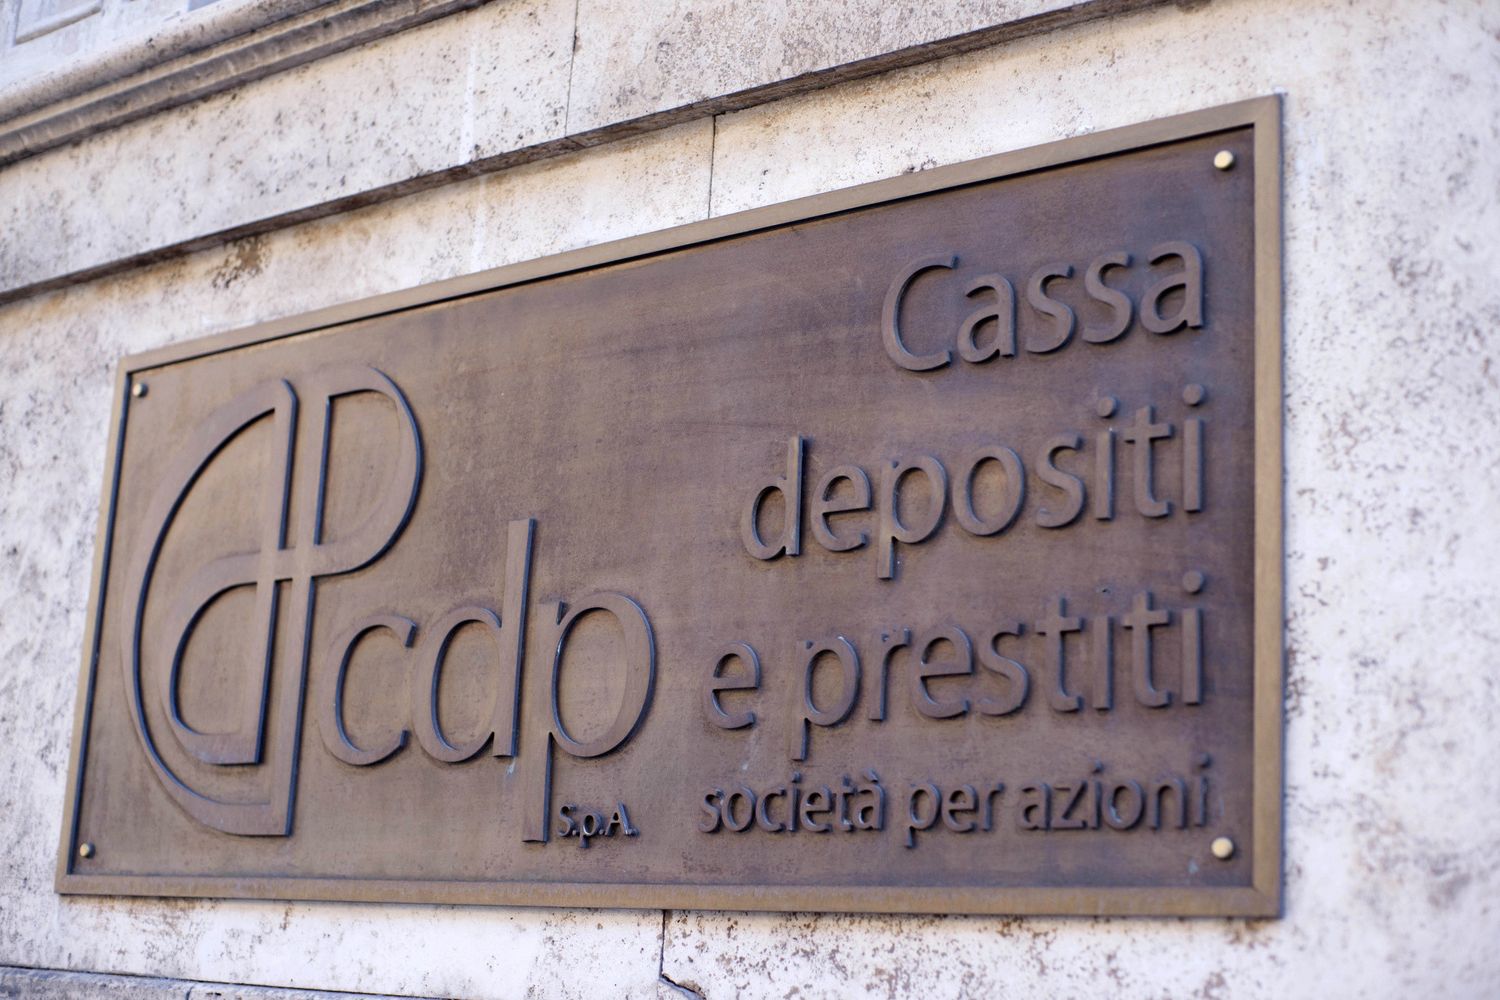 cdp
S.p.A.
Cassa
depositi
e prestiti
società per azioni